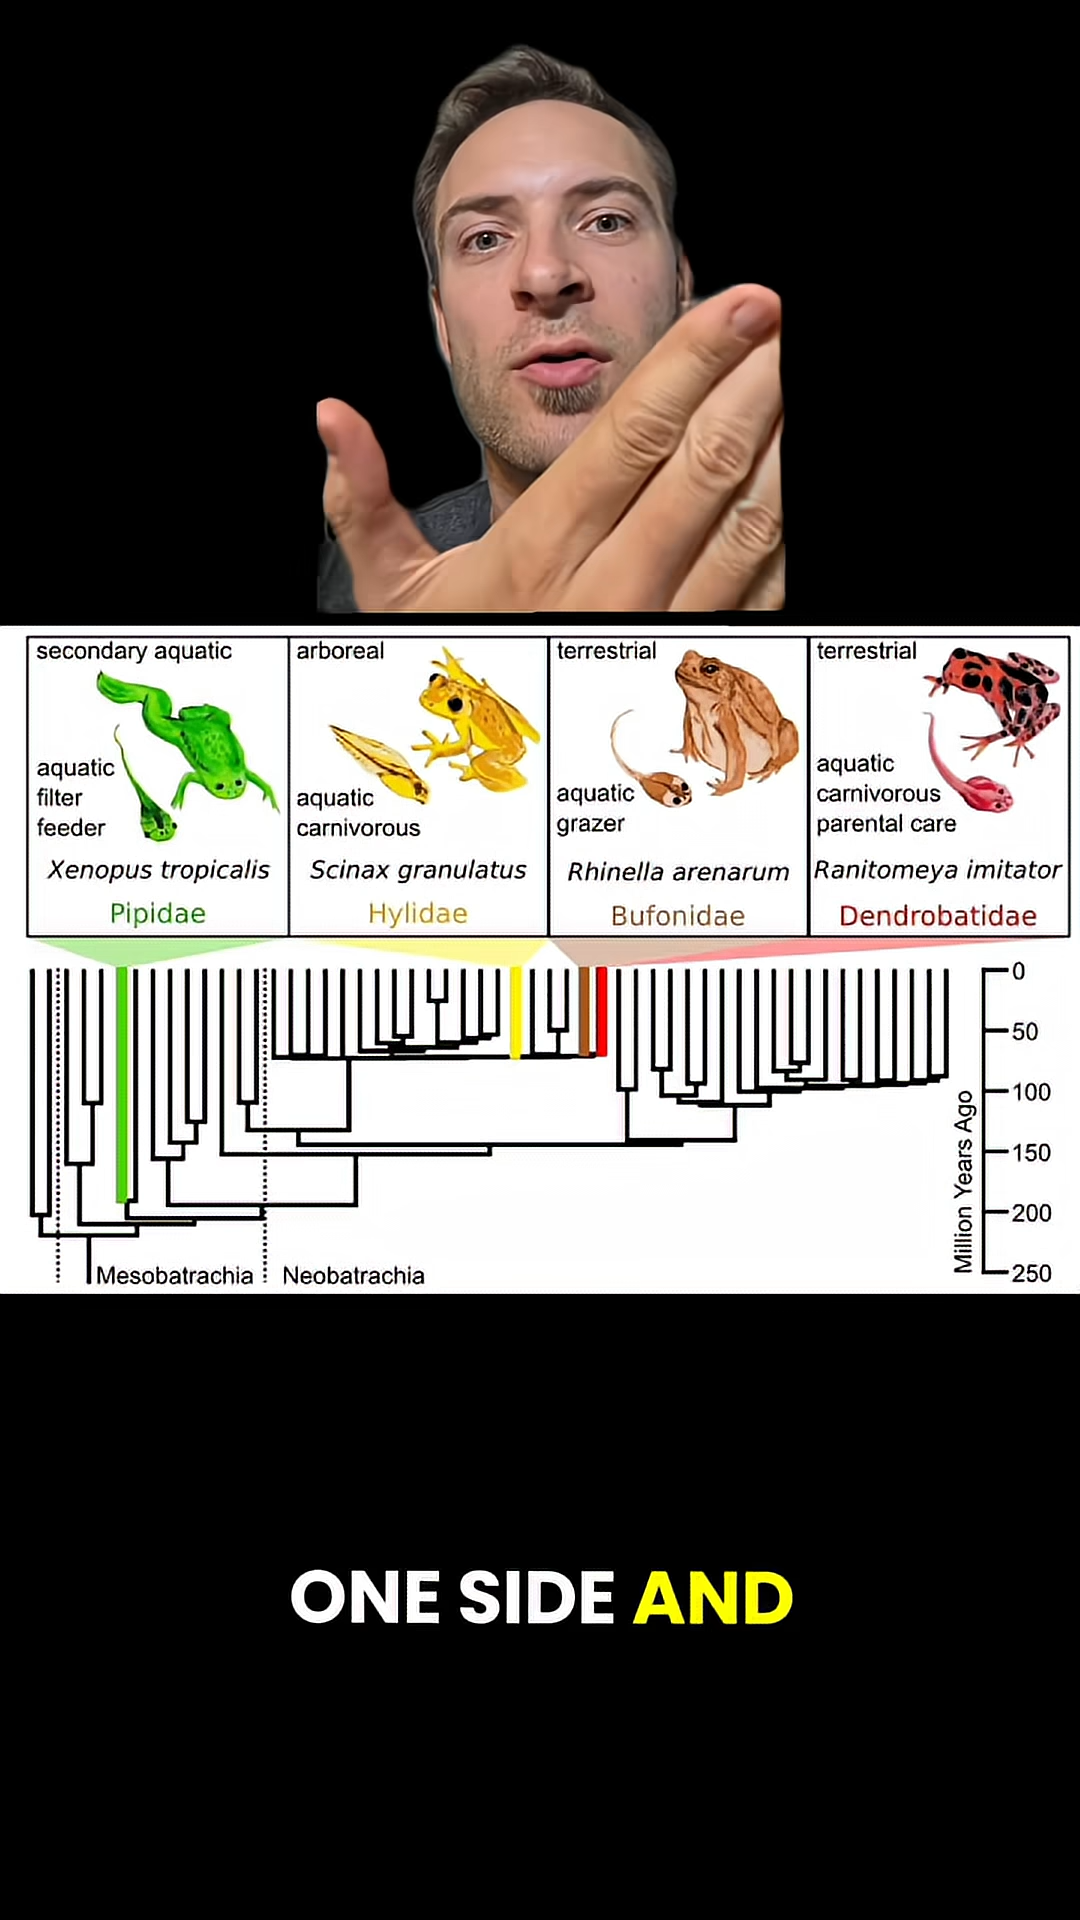 secondary aquatic
aquatic
filter
feeder
Xenopus tropicalis
Pipidae
arboreal
aquatic
carnivorous
Scinax granulatus
Hylidae
terrestrial
aquatic
grazer
Rhinella arenarum
Bufonidae
terrestrial
aquatic
carnivorous
parental care
Ranitomeya imitator
Dendrobatidae
0
50
100
150
200
250
Million Years Ago
Mesobatrachia
Neobatrachia
ONE SIDE AND